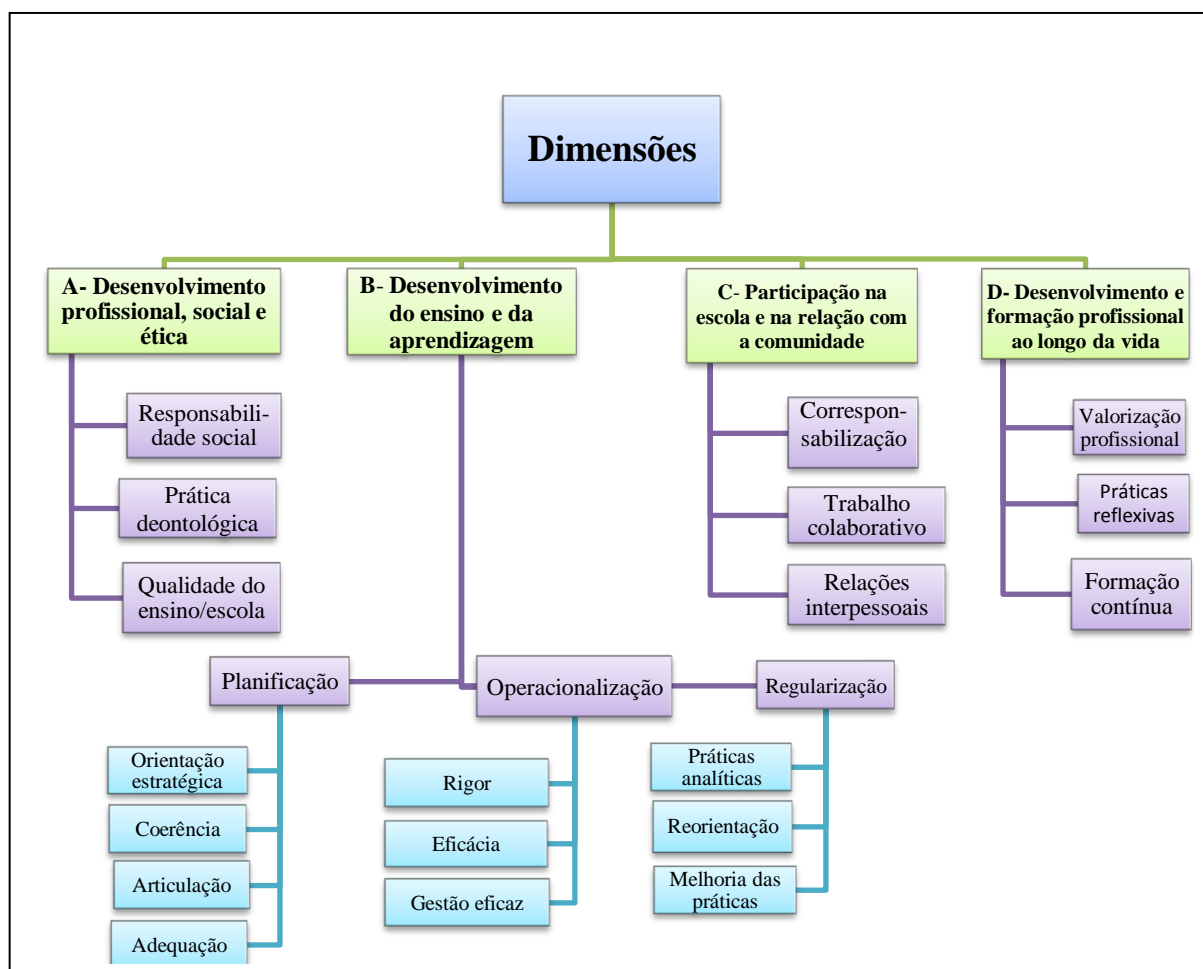 Dimensões
A- Desenvolvimento
profissional, social e
ética
B- Desenvolvimento
do ensino e da
aprendizagem
C- Participação na
escola e na relação com
a comunidade
D- Desenvolvimento e
formação profissional
ao longo da vida
Responsabili-
dade social
Prática
deontológica
Qualidade do
ensino/escola
Correspon-
sabilização
Trabalho
colaborativo
Relações
interpessoais
Valorização
profissional
Práticas
reflexivas
Formação
contínua
Planificação
Operacionalização
Regularização
Orientação
estratégica
Coerência
Articulação
Adequação
Rigor
Eficácia
Gestão eficaz
Práticas
analíticas
Reorientação
Melhoria das
práticas